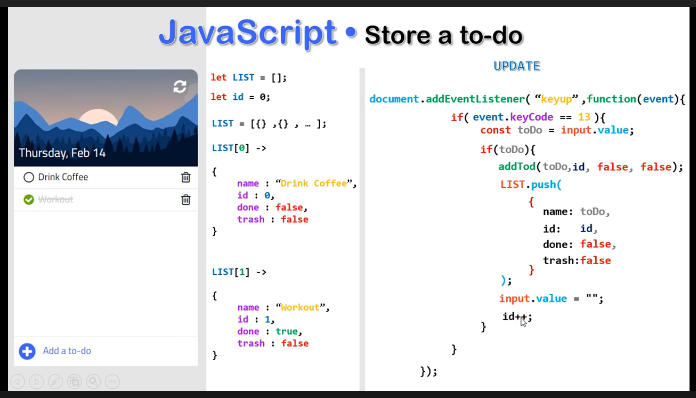 JavaScript • Store a to-do
UPDATE
Thursday, Feb 14
Drink Coffee
Workout
Add a to-do
let LIST = [];
let id = 0;
LIST = [{} ,{} , … ];
LIST[0] ->
{
name : “Drink Coffee”,
id : 0,
done : false,
trash : false
}
LIST[1] ->
{
name : “Workout”,
id : 1,
done : true,
trash : false
}
document.addEventListener( “keyup” ,function(event){
if( event.keyCode == 13 ){
const toDo = input.value;
if(toDo){
addTod(toDo,id, false, false);
LIST.push(
{
name: toDo,
id: id,
done: false,
trash:false
}
);
input.value = "";
id++;
}
}
});